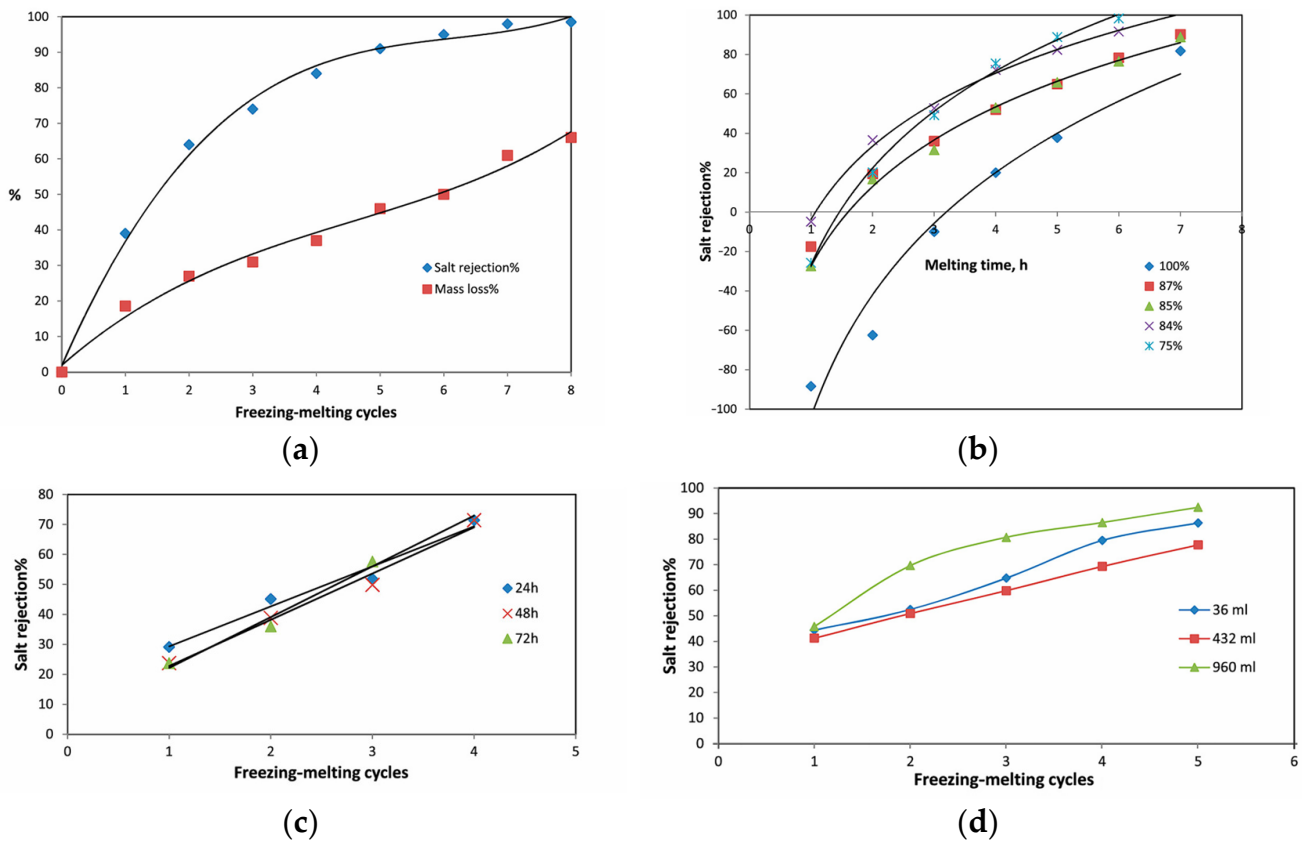 100
90
80
70
60
50
40
30
20
10
0
%
0 1 2 3 4 5 6 7 8
Freezing-melting cycles
Salt rejection%
Mass loss%
(a)
100
80
60
40
20
0
-20
-40
-60
-80
-100
Salt rejection%
0 1 2 3 4 5 6 7 8
Melting time, h
100%
87%
85%
84%
75%
(b)
80
70
60
50
40
30
20
10
0
Salt rejection%
0 1 2 3 4 5
Freezing-melting cycles
24h
48h
72h
(c)
100
90
80
70
60
50
40
30
20
10
0
Salt rejection%
0 1 2 3 4 5 6
Freezing-melting cycles
36 ml
432 ml
960 ml
(d)